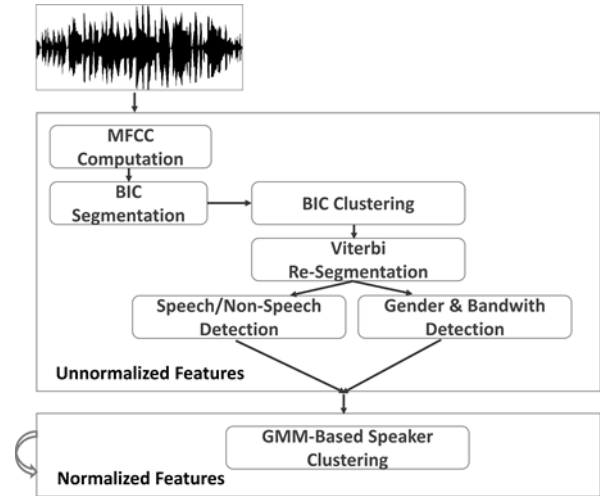 MFCC
Computation
BIC
Segmentation
BIC Clustering
Viterbi
Re-Segmentation
Speech/Non-Speech
Detection
Gender & Bandwith
Detection
Unnormalized Features
GMM-Based Speaker
Clustering
Normalized Features